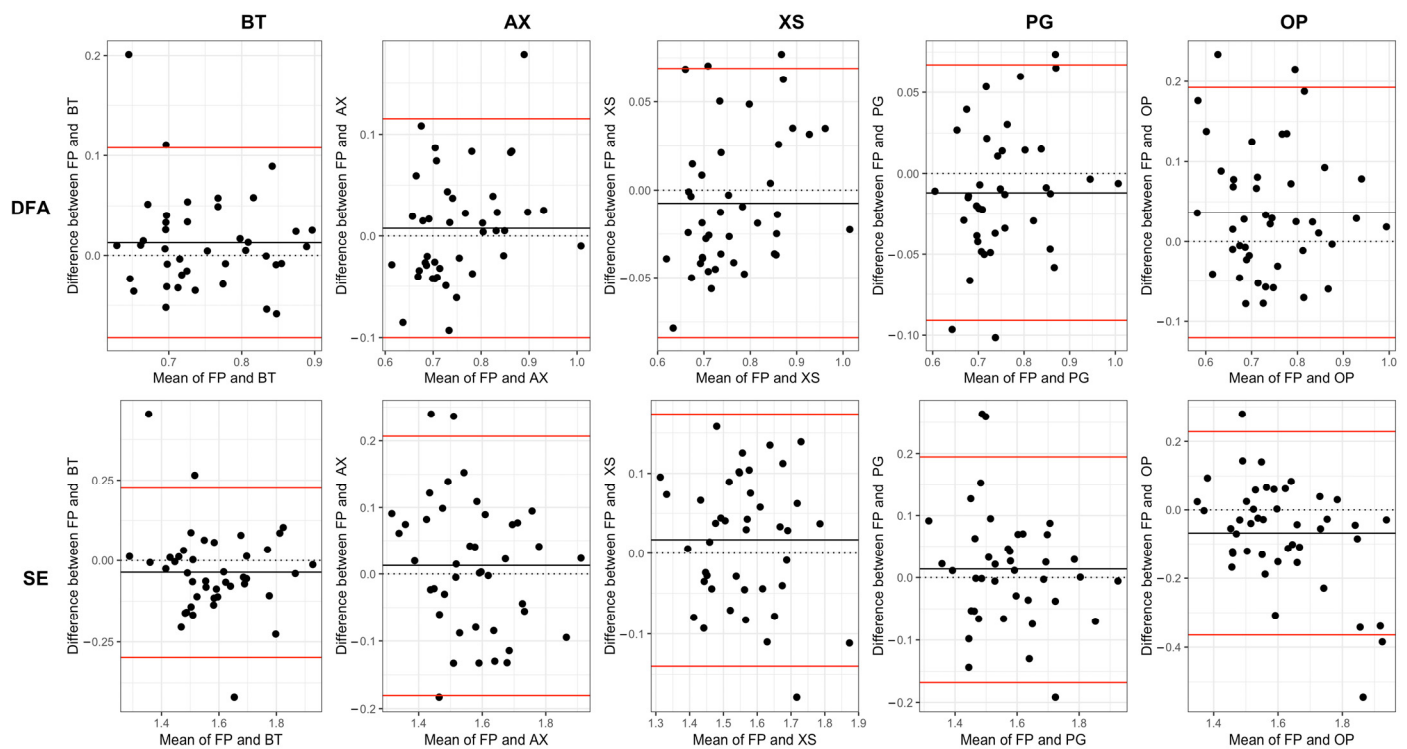 BT AX XS PG OP
DFA
Difference between FP and BT
0.2
0.1
0.0
0.7 0.8 0.9
Mean of FP and BT
Difference between FP and AX
0.1
0.0
−0.1
0.6 0.7 0.8 0.9 1.0
Mean of FP and AX
Difference between FP and XS
0.05
0.00
−0.05
0.6 0.7 0.8 0.9 1.0
Mean of FP and XS
Difference between FP and PG
0.05
0.00
−0.05
−0.10
0.6 0.7 0.8 0.9 1.0
Mean of FP and PG
Difference between FP and OP
0.2
0.1
0.0
−0.1
0.6 0.7 0.8 0.9 1.0
Mean of FP and OP
SE
Difference between FP and BT
0.25
0.00
−0.25
1.4 1.6 1.8
Mean of FP and BT
Difference between FP and AX
0.2
0.1
0.0
−0.1
−0.2
1.4 1.6 1.8
Mean of FP and AX
Difference between FP and XS
0.1
0.0
−0.1
1.3 1.4 1.5 1.6 1.7 1.8 1.9
Mean of FP and XS
Difference between FP and PG
0.2
0.1
0.0
−0.1
−0.2
1.4 1.6 1.8
Mean of FP and PG
Difference between FP and OP
0.2
0.0
−0.2
−0.4
1.4 1.6 1.8
Mean of FP and OP